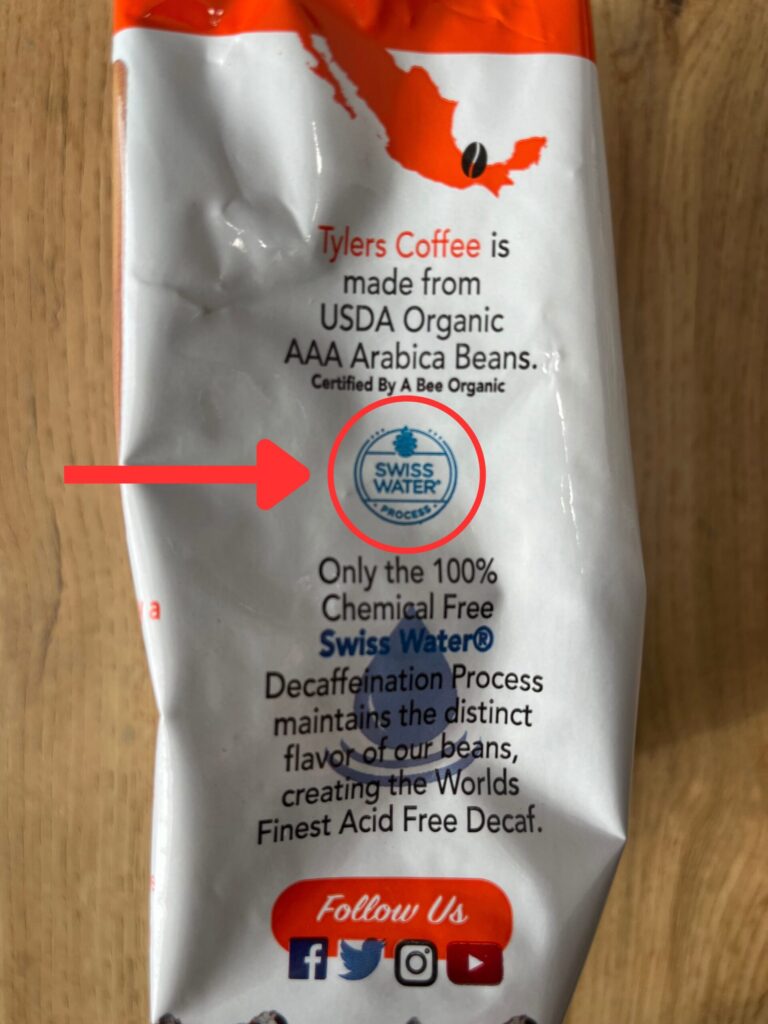 Tylers Coffee is
made from
USDA Organic
AAA Arabica Beans.
Certified By A Bee Organic
SWISS
WATER®
PROCESS
Only the 100%
Chemical Free
Swiss Water®
Decaffeination Process
maintains the distinct
flavor of our beans,
creating the Worlds
Finest Acid Free Decaf.
Follow Us